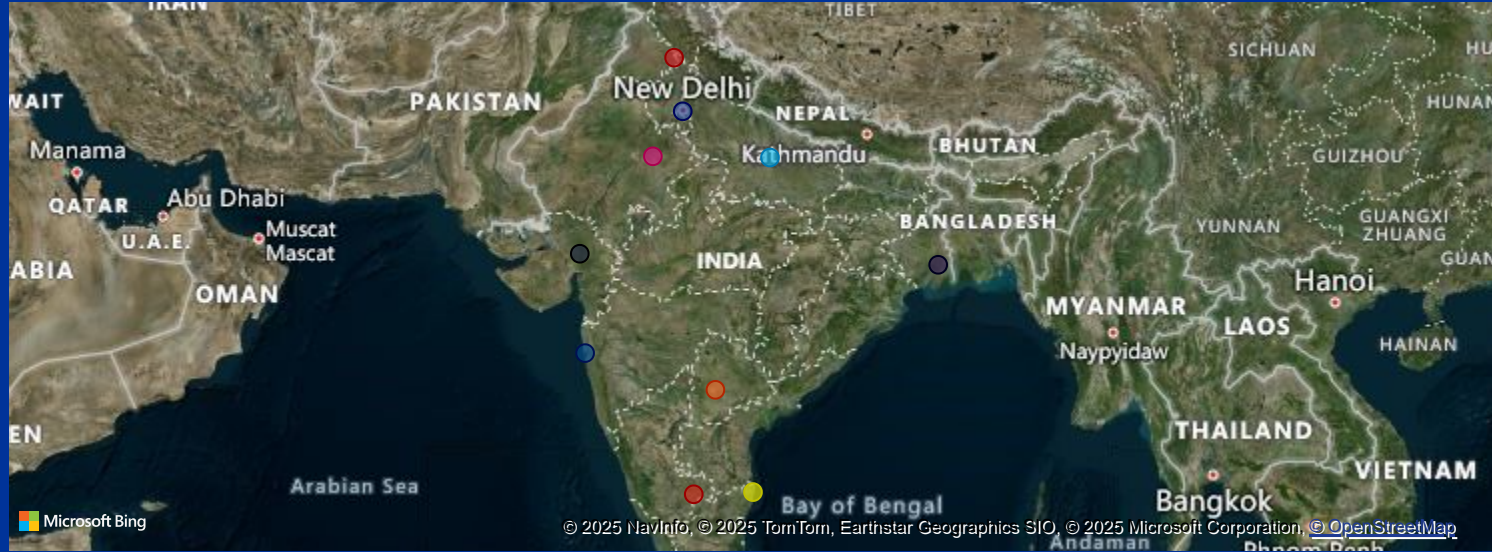 IRAN
TIBET
SICHUAN
HU
New Delhi
WAIT
PAKISTAN
HUNAN
NEPAL
Manama
Kathmandu
BHUTAN
GUIZHOU
QATAR
Abu Dhabi
BANGLADESH
GUANGXI
ZHUANG
YUNNAN
U.A.E.
Muscat
Mascat
ABIA
INDIA
GUAN
Hanoi
OMAN
MYANMAR
LAOS
HAINAN
Naypyidaw
EN
THAILAND
VIETNAM
Arabian Sea
Bay of Bengal
Bangkok
Microsoft Bing
© 2025 NavInfo, © 2025 TomTom, Earthstar Geographics SIO, © 2025 Microsoft Corporation, © OpenStreetMap
Andaman
Phnom Penh